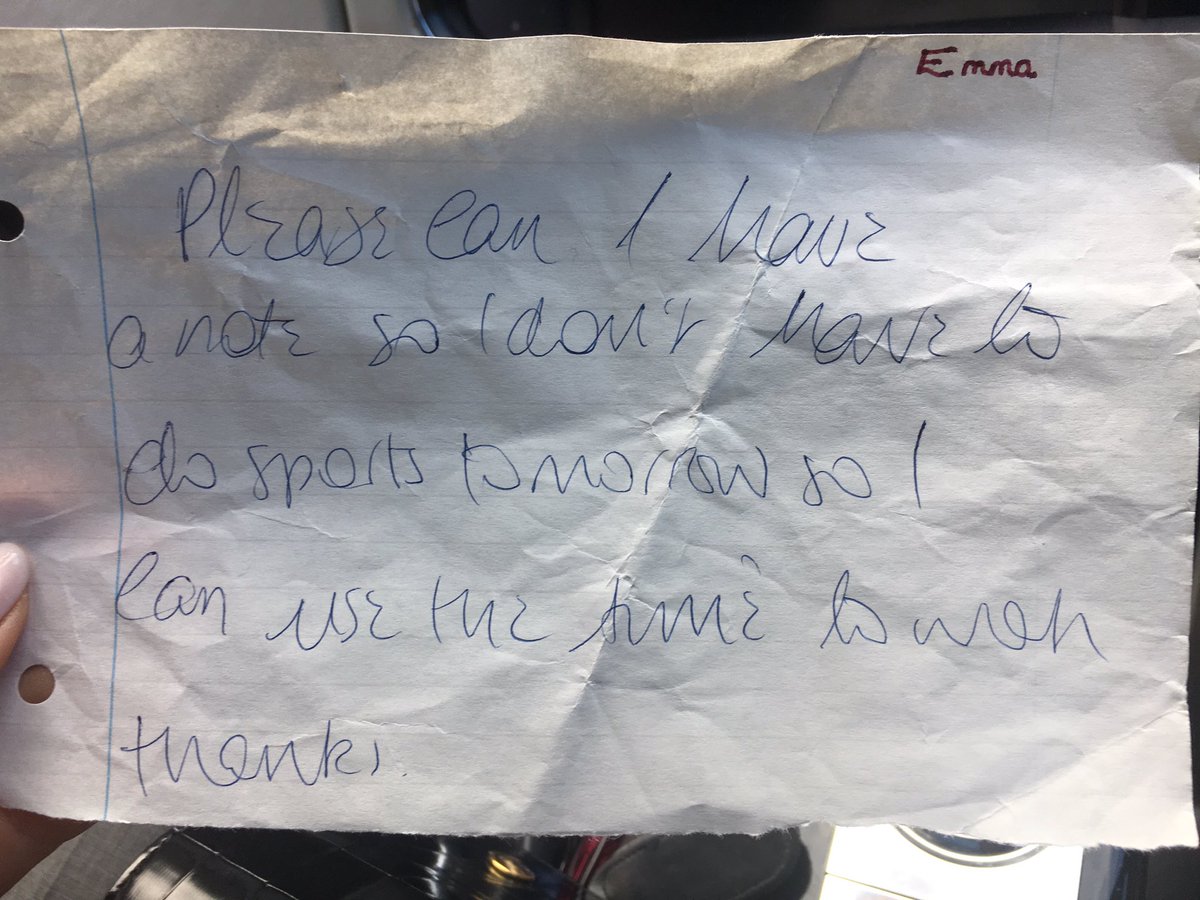 Emma
Please can I have
a note so I don't have to
do sports tomorrow so I
can use the time to work
thanks.